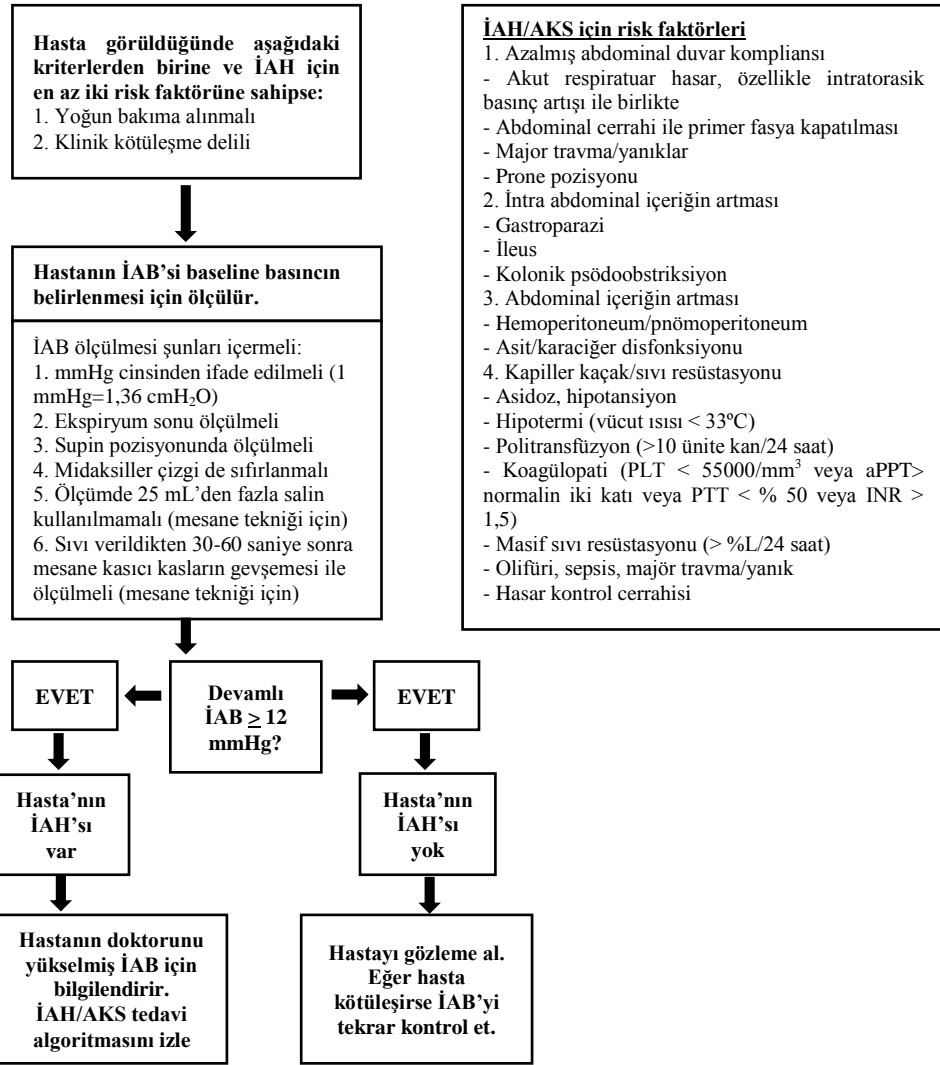 Hasta görüldüğünde aşağıdaki
kriterlerden birine ve İAH için
en az iki risk faktörüne sahipse:
1. Yoğun bakıma alınmalı
2. Klinik kötüleşme delili
Hastanın İAB’si baseline basıncın
belirlenmesi için ölçülür.
İAB ölçülmesi şunları içermeli:
1. mmHg cinsinden ifade edilmeli (1
mmHg=1,36 cmH₂O)
2. Ekspiryum sonu ölçülmeli
3. Supin pozisyonunda ölçülmeli
4. Midaksiller çizgi de sıfırlanmalı
5. Ölçümde 25 mL’den fazla salin
kullanılmamalı (mesane tekniği için)
6. Sıvı verildikten 30-60 saniye sonra
mesane kasıcı kasların gevşemesi ile
ölçülmeli (mesane tekniği için)
EVET
Devamlı
İAB ≥ 12
mmHg?
EVET
Hasta’nın
İAH’sı
var
Hasta’nın
İAH’sı
yok
Hastanın doktorunu
yükselmiş İAB için
bilgilendirir.
İAH/AKS tedavi
algoritmasını izle
Hastayı gözleme al.
Eğer hasta
kötüleşirse İAB’yi
tekrar kontrol et.
İAH/AKS için risk faktörleri
1. Azalmış abdominal duvar kompliansı
- Akut respiratuar hasar, özellikle intratorasik
basınç artışı ile birlikte
- Abdominal cerrahi ile primer fasya kapatılması
- Major travma/yanıklar
- Prone pozisyonu
2. İntra abdominal içeriğin artması
- Gastroparazi
- İleus
- Kolonik psödoobstriksiyon
3. Abdominal içeriğin artması
- Hemoperitoneum/pnömoperitoneum
- Asit/karaciğer disfonksiyonu
4. Kapiller kaçak/sıvı resüstasyonu
- Asidoz, hipotansiyon
- Hipotermi (vücut ısısı < 33ºC)
- Politransfüzyon (>10 ünite kan/24 saat)
- Koagülopati (PLT < 55000/mm³ veya aPPT>
normalin iki katı veya PTT < % 50 veya INR >
1,5)
- Masif sıvı resüstasyonu (> %L/24 saat)
- Olifüri, sepsis, majör travma/yanık
- Hasar kontrol cerrahisi